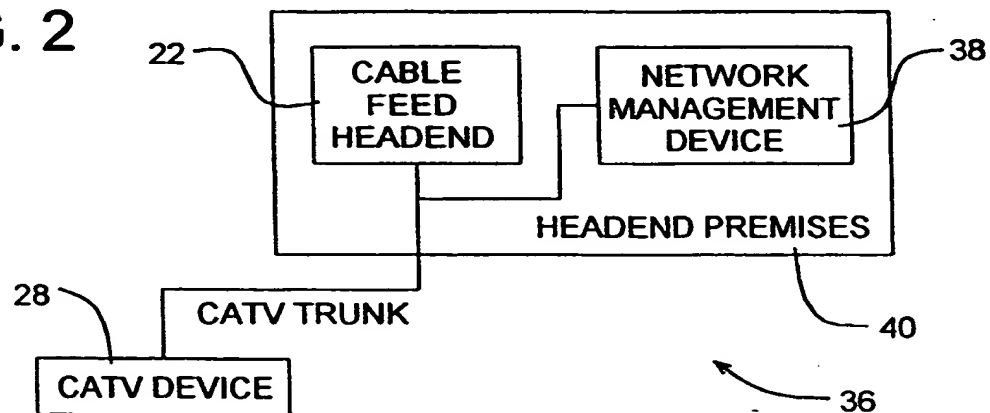 . 2
22
CABLE
FEED
HEADEND
NETWORK
MANAGEMENT
DEVICE
38
HEADEND PREMISES
28
CATV TRUNK
40
CATV DEVICE
36